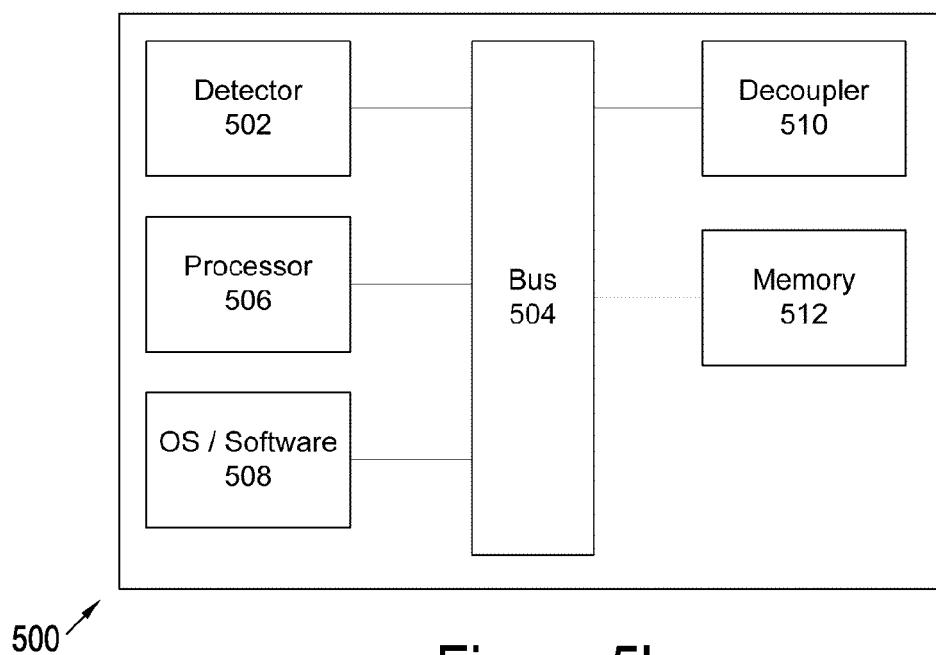 Detector
502
Decoupler
510
Processor
506
Bus
504
Memory
512
OS / Software
508
500